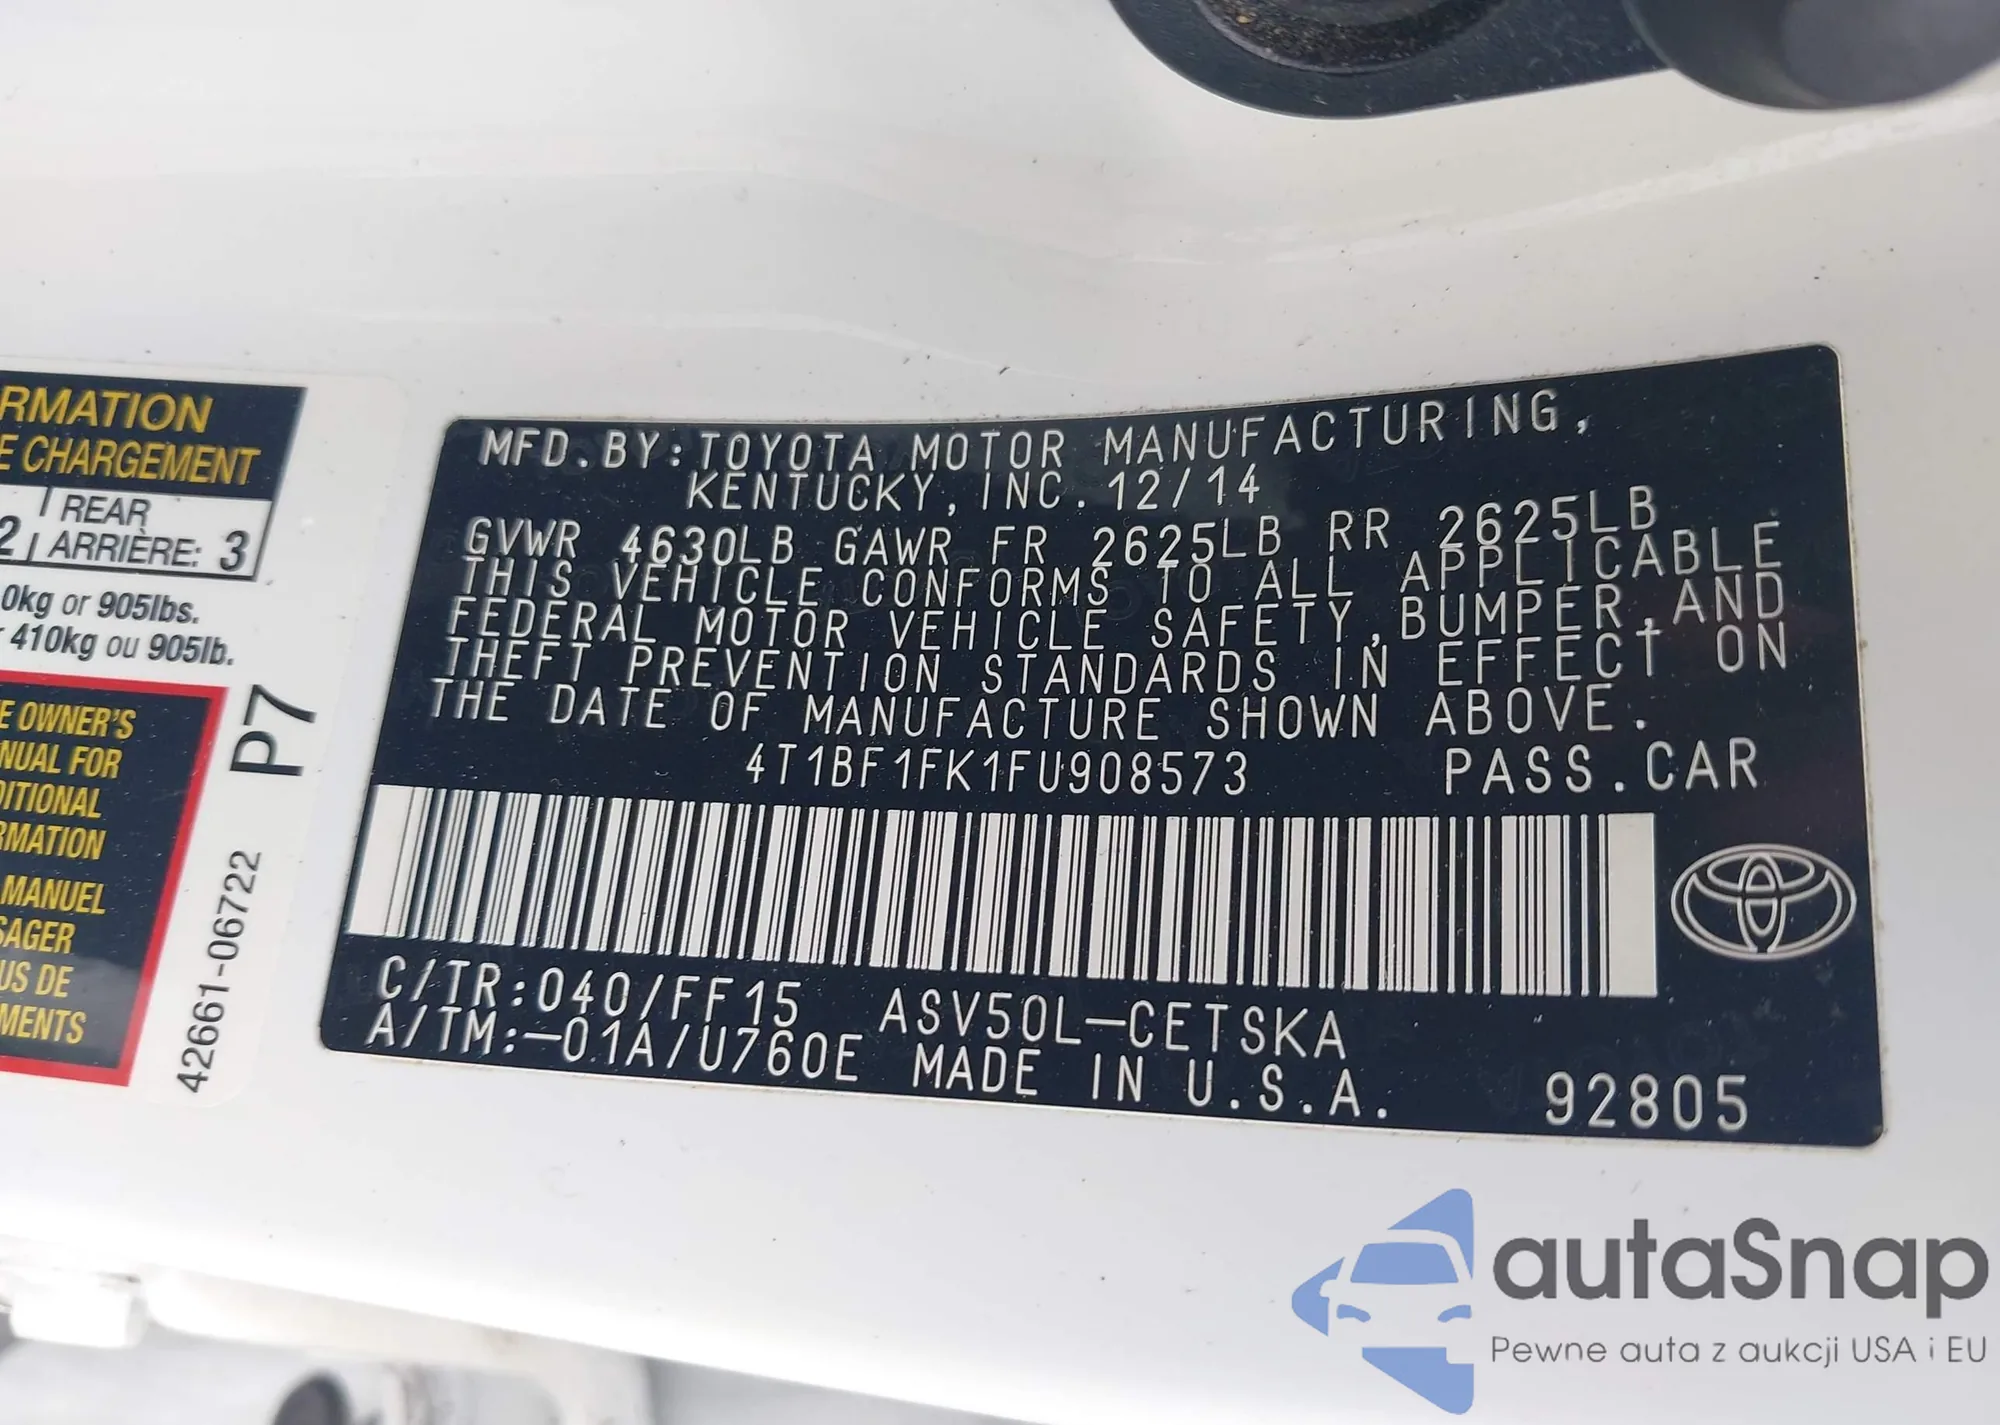 RMATION
E CHARGEMENT
2 REAR
ARRIÈRE: 3
0kg or 905lbs.
410kg ou 905lb.
E OWNER'S
NUAL FOR
DITIONAL
RMATION
MANUEL
SAGER
US DE
MENTS
P7
42661-06722
MFD.BY:TOYOTA MOTOR MANUFACTURING,
KENTUCKY,INC.12/14
GVWR 4630LB GAWR FR 2625LB RR 2625LB
THIS VEHICLE CONFORMS TO ALL APPLICABLE
FEDERAL MOTOR VEHICLE SAFETY,BUMPER,AND
THEFT PREVENTION STANDARDS IN EFFECT ON
THE DATE OF MANUFACTURE SHOWN ABOVE.
4T1BF1FK1FU908573 PASS.CAR
C/TR:040/FF15 ASV50L-CETSKA
A/TM:-01A/U760E MADE IN U.S.A. 92805
autaSnap
Pewne auta z aukcji USA i EU